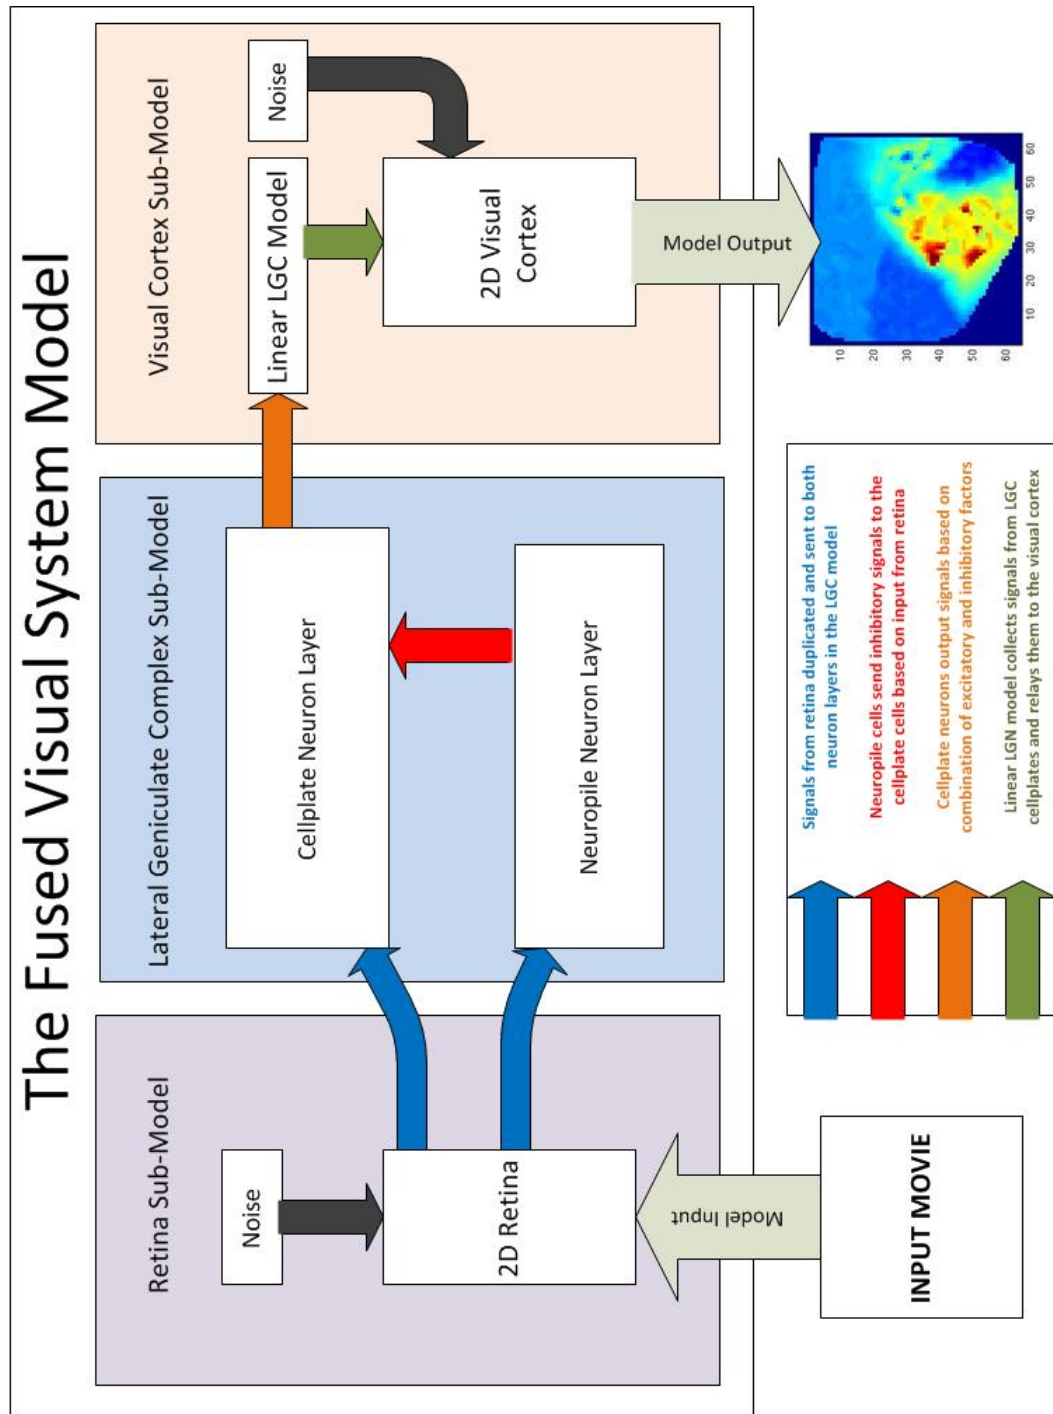 The Fused Visual System Model
Retina Sub-Model
Noise
2D Retina
Model Input
INPUT MOVIE
Lateral Geniculate Complex Sub-Model
Cellplate Neuron Layer
Neuropile Neuron Layer
Visual Cortex Sub-Model
Linear LGC Model
Noise
2D Visual
Cortex
Model Output
Signals from retina duplicated and sent to both
neuron layers in the LGC model
Neuropile cells send inhibitory signals to the
cellplate cells based on input from retina
Cellplate neurons output signals based on
combination of excitatory and inhibitory factors
Linear LGN model collects signals from LGC
cellplates and relays them to the visual cortex
10
20
30
40
50
60
10
20
30
40
50
60